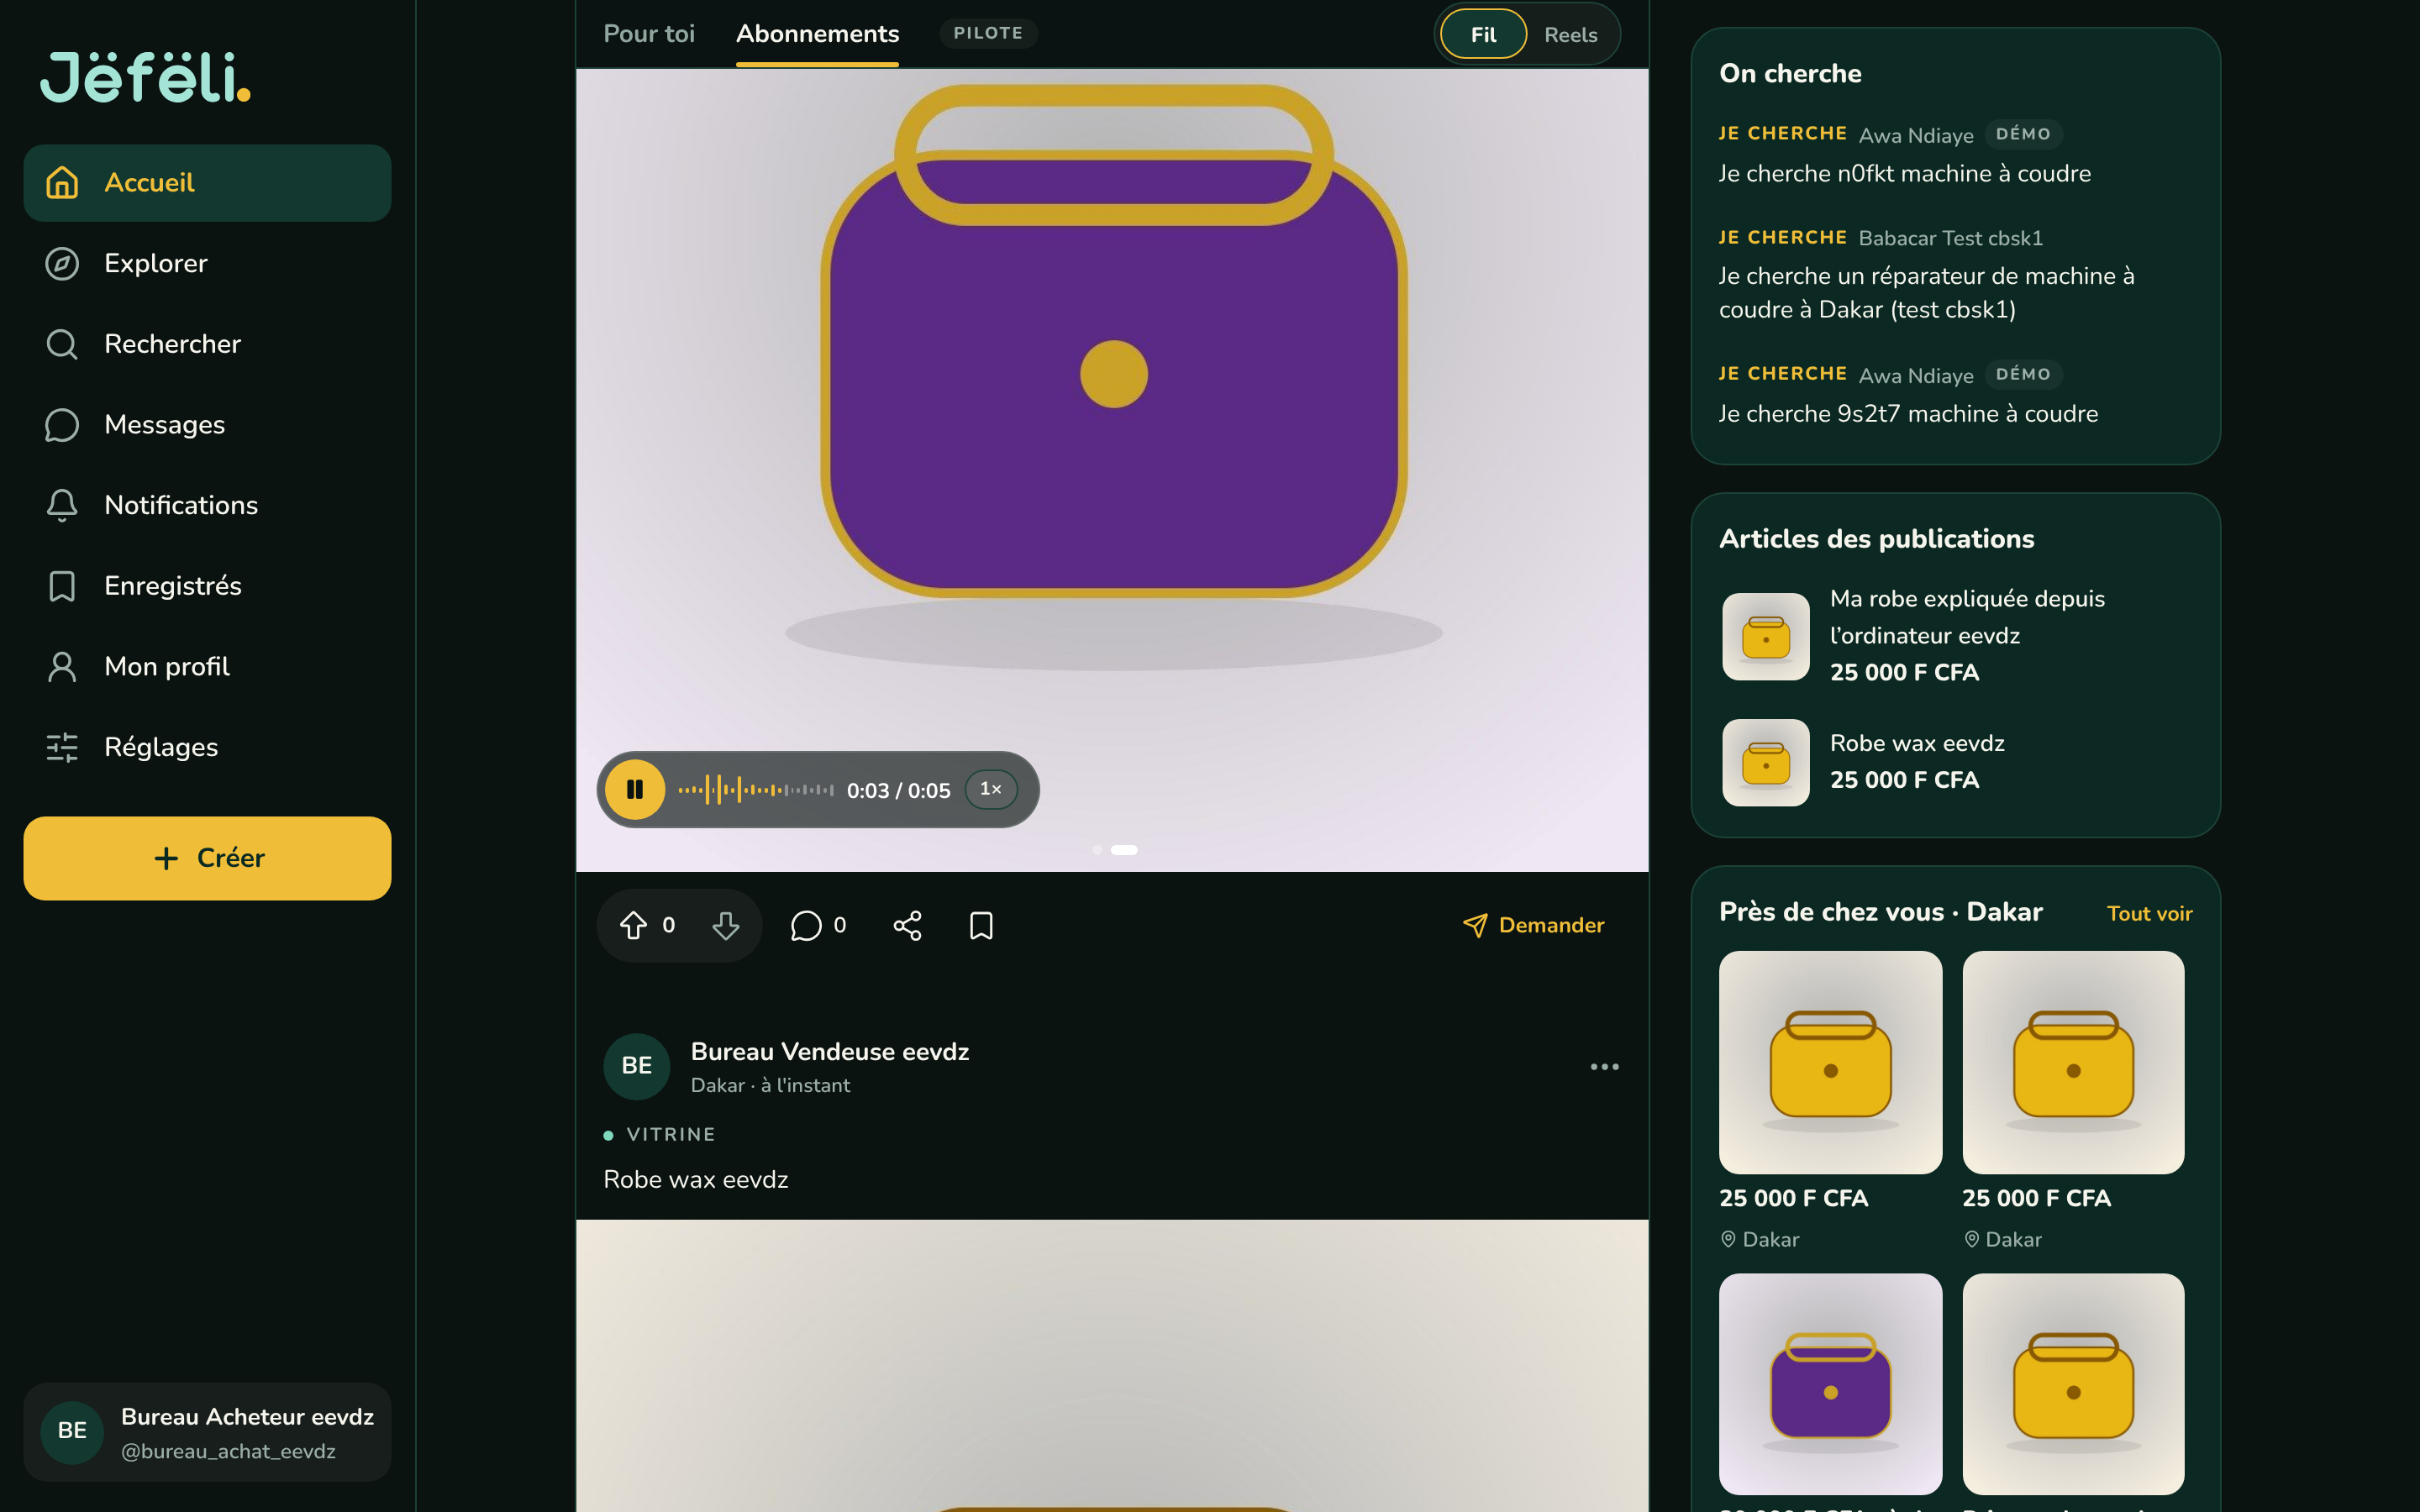 Jëfëli.
Accueil
Explorer
Rechercher
Messages
Notifications
Enregistrés
Mon profil
Réglages
Créer
BE
Bureau Acheteur eevdz
@bureau_achat_eevdz
Pour toi
Abonnements
PILOTE
Fil
Reels
0:03 / 0:05
1×
0
0
Demander
BE
Bureau Vendeuse eevdz
Dakar · à l'instant
VITRINE
Robe wax eevdz
On cherche
JE CHERCHE Awa Ndiaye DÉMO
Je cherche n0fkt machine à coudre
JE CHERCHE Babacar Test cbsk1
Je cherche un réparateur de machine à
coudre à Dakar (test cbsk1)
JE CHERCHE Awa Ndiaye DÉMO
Je cherche 9s2t7 machine à coudre
Articles des publications
Ma robe expliquée depuis
l’ordinateur eevdz
25 000 F CFA
Robe wax eevdz
25 000 F CFA
Près de chez vous · Dakar
Tout voir
25 000 F CFA
Dakar
25 000 F CFA
Dakar